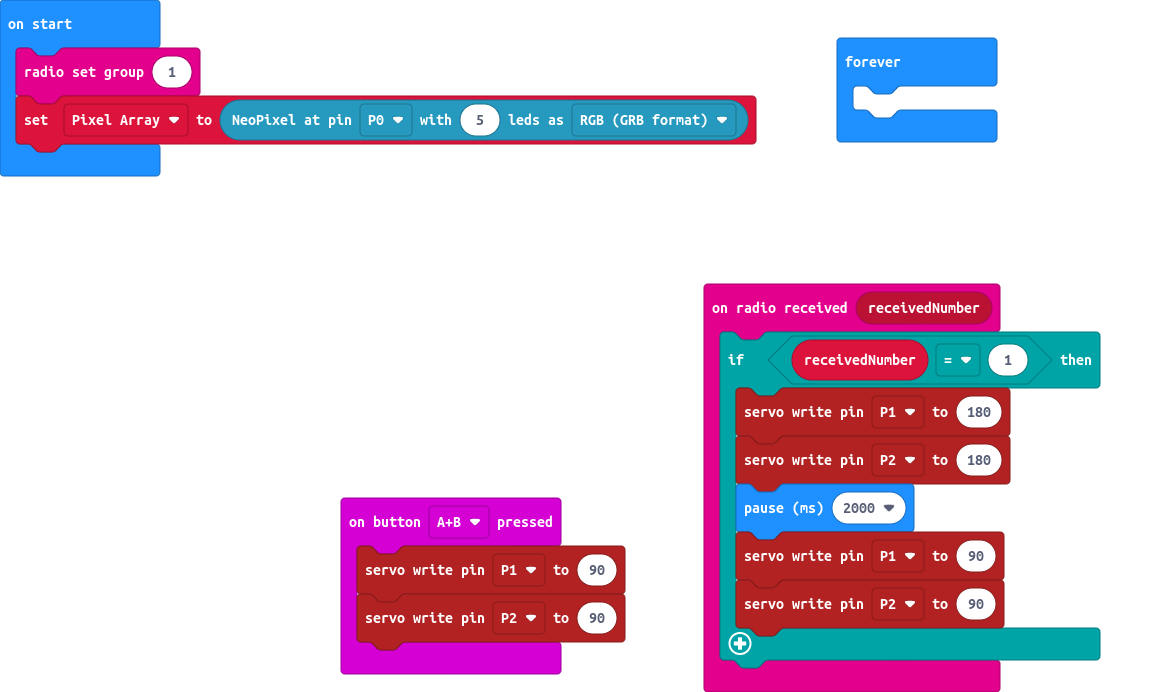 on start
radio set group 1
set Pixel Array to NeoPixel at pin P0 with 5 leds as RGB (GRB format)
forever
on radio received receivedNumber
if receivedNumber = 1 then
servo write pin P1 to 180
servo write pin P2 to 180
pause (ms) 2000
servo write pin P1 to 90
servo write pin P2 to 90
on button A+B pressed
servo write pin P1 to 90
servo write pin P2 to 90